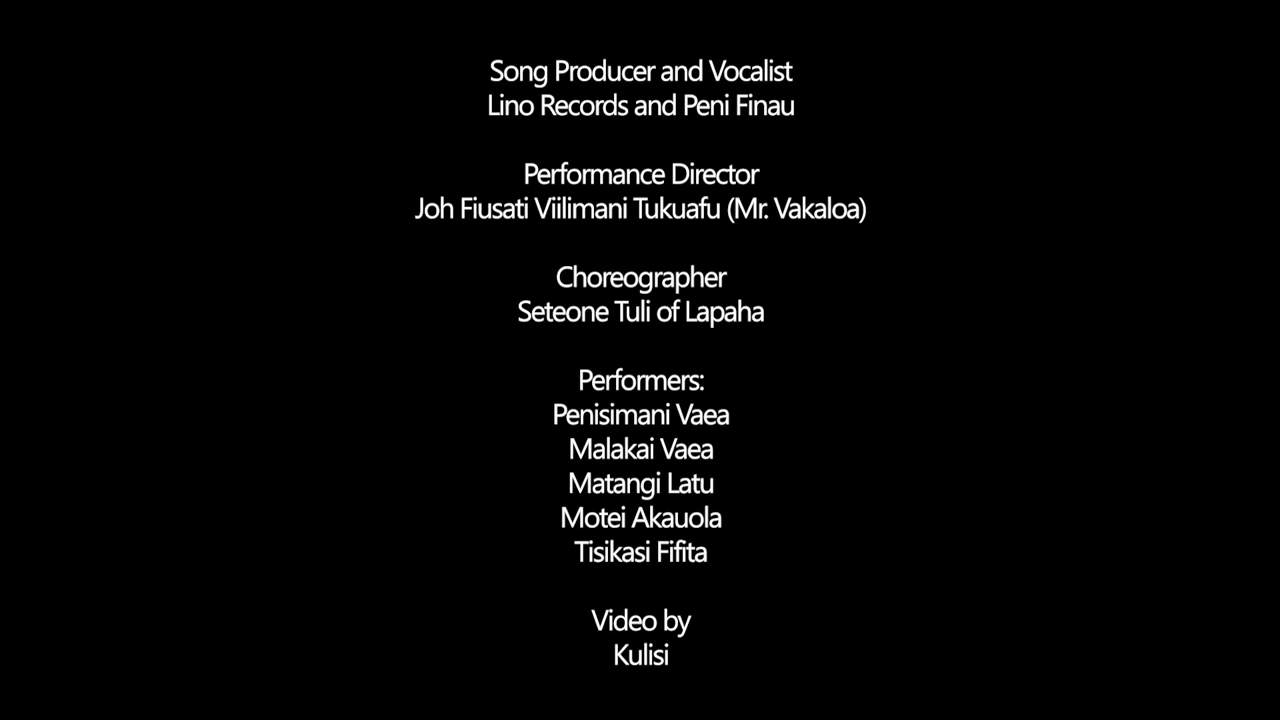 Song Producer and Vocalist
Lino Records and Peni Finau
Performance Director
Joh Fiusati Viilimani Tukuafu (Mr. Vakaloa)
Choreographer
Seteone Tuli of Lapaha
Performers:
Penisimani Vaea
Malakai Vaea
Matangi Latu
Motei Akauola
Tisikasi Fifita
Video by
Kulisi